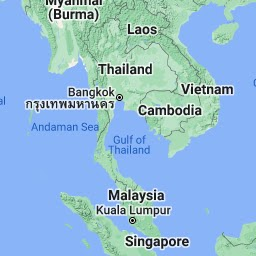 Myanmar
(Burma)
Laos
Thailand
Bangkok
กรุงเทพมหานคร
Vietnam
Cambodia
Andaman Sea
Gulf of
Thailand
Malaysia
Kuala Lumpur
Singapore